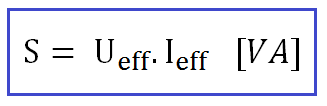 S = U_eff. I_eff [VA]